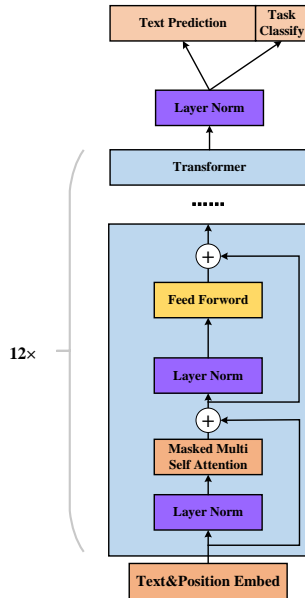 Text Prediction
Task
Classify
Layer Norm
Transformer
......
Feed Forword
12×
Layer Norm
Masked Multi
Self Attention
Layer Norm
Text&Position Embed